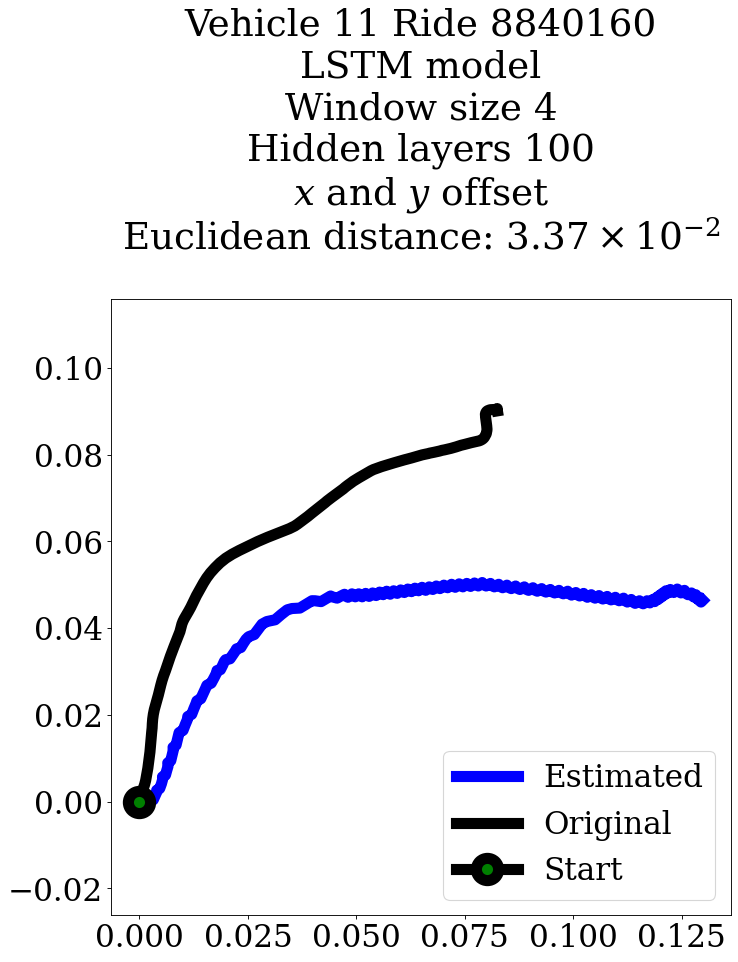 Vehicle 11 Ride 8840160
LSTM model
Window size 4
Hidden layers 100
x and y offset
Euclidean distance: 3.37 × 10⁻²
0.10
0.08
0.06
0.04
0.02
0.00
−0.02
Estimated
Original
Start
0.000 0.025 0.050 0.075 0.100 0.125